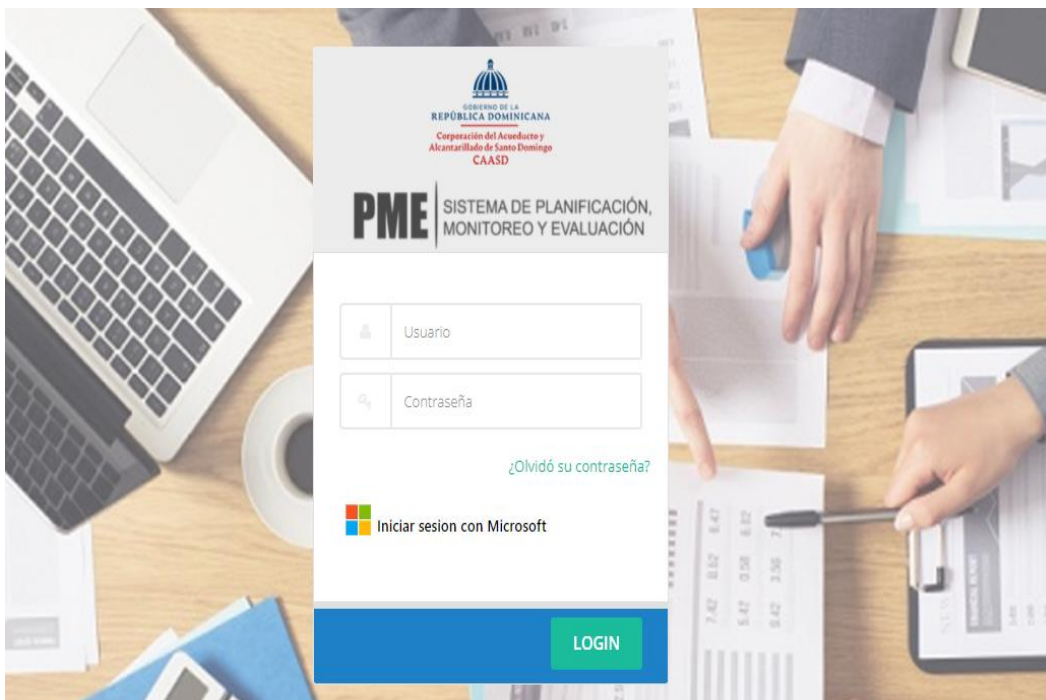 GOBIERNO DE LA
REPÚBLICA DOMINICANA
Corporación del Acueducto y
Alcantarillado de Santo Domingo
CAASD
PME
SISTEMA DE PLANIFICACIÓN,
MONITOREO Y EVALUACIÓN
Usuario
Contraseña
¿Olvidó su contraseña?
Iniciar sesion con Microsoft
LOGIN